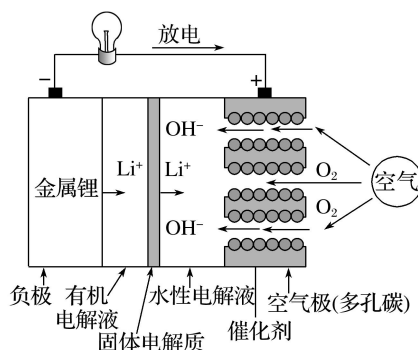 放电
− +
OH⁻
Li⁺ Li⁺
O₂
金属锂
空气
O₂
OH⁻
负极
有机
电解液
固体电解质
水性电解液
催化剂
空气极(多孔碳)